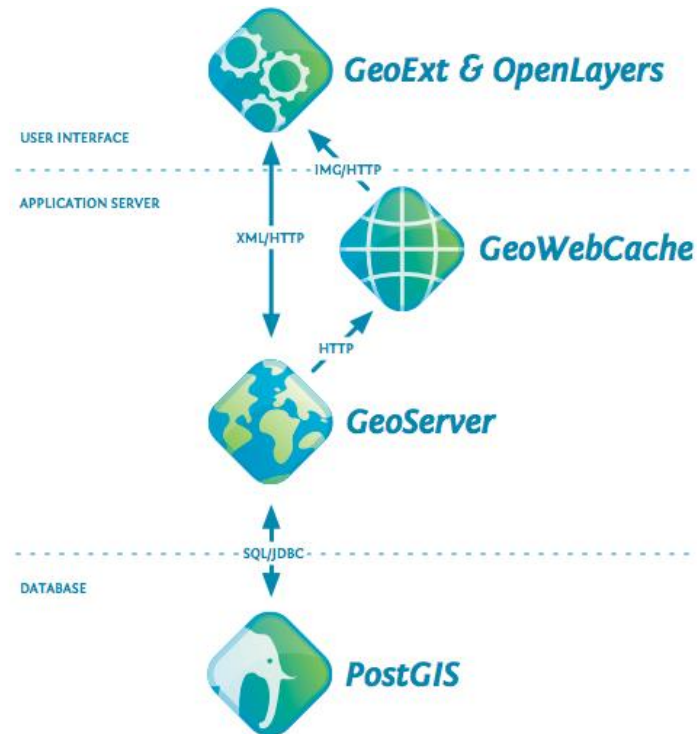 GeoExt & OpenLayers
USER INTERFACE
IMG/HTTP
APPLICATION SERVER
XML/HTTP
GeoWebCache
HTTP
GeoServer
SQL/JDBC
DATABASE
PostGIS